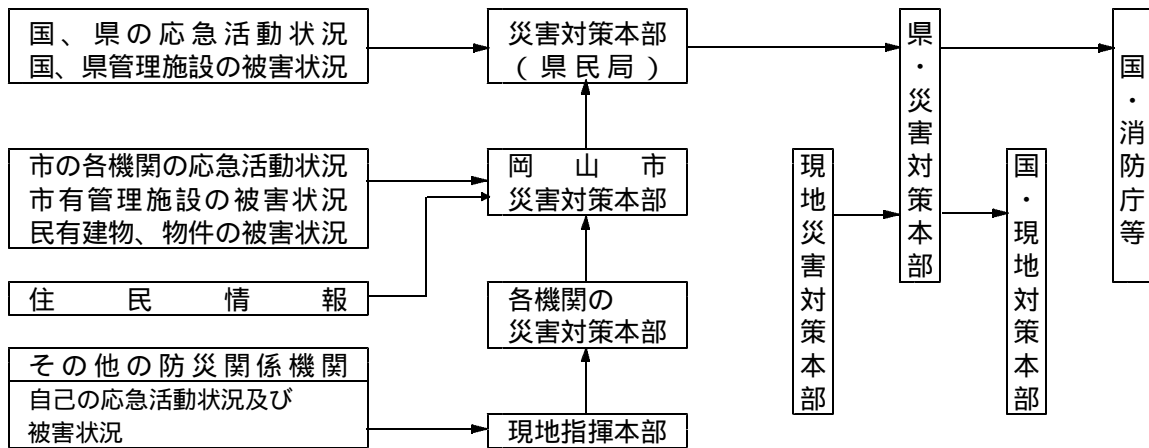 国、県の応急活動状況
国、県管理施設の被害状況
災害対策本部
(県民局)
県・災害対策本部
国・消防庁等
市の各機関の応急活動状況
市有管理施設の被害状況
民有建物、物件の被害状況
岡山市
災害対策本部
現地災害対策本部
国・現地対策本部
住民情報
各機関の
災害対策本部
その他の防災関係機関
自己の応急活動状況及び
被害状況
現地指揮本部